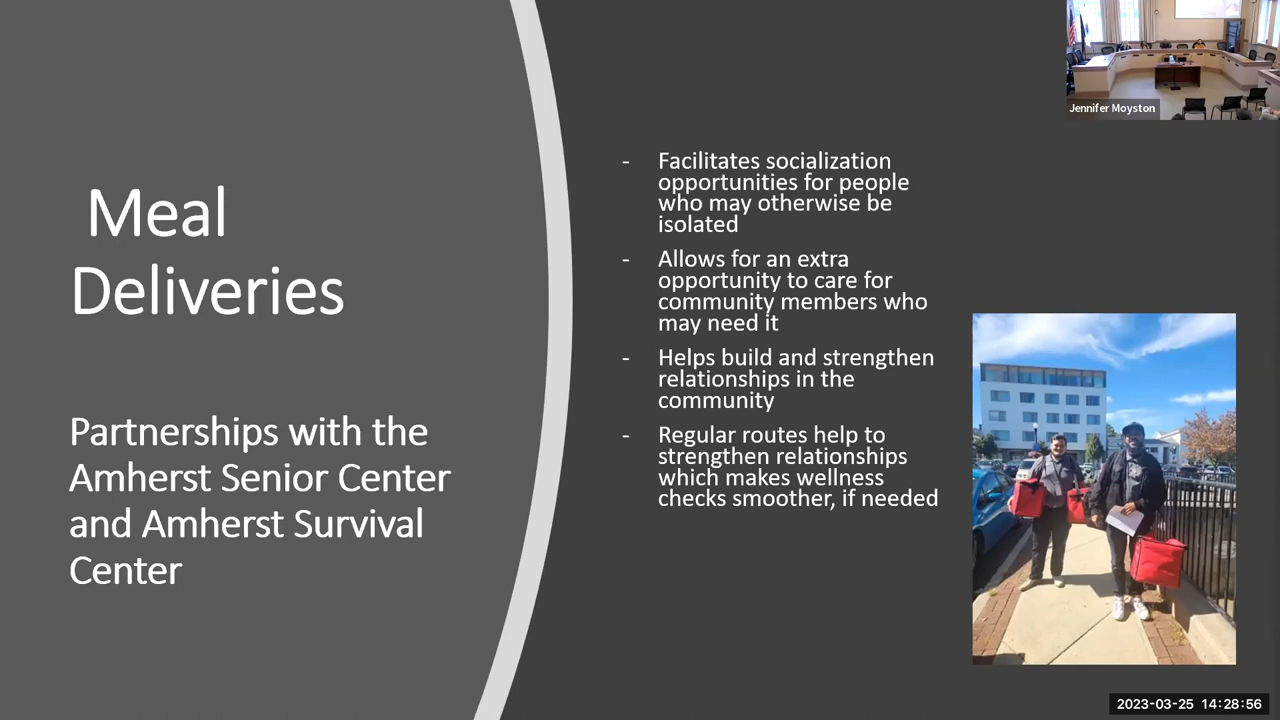 Meal
Deliveries
Partnerships with the
Amherst Senior Center
and Amherst Survival
Center
- Facilitates socialization
opportunities for people
who may otherwise be
isolated
- Allows for an extra
opportunity to care for
community members who
may need it
- Helps build and strengthen
relationships in the
community
- Regular routes help to
strengthen relationships
which makes wellness
checks smoother, if needed
Jennifer Moyston
2023-03-25 14:28:56